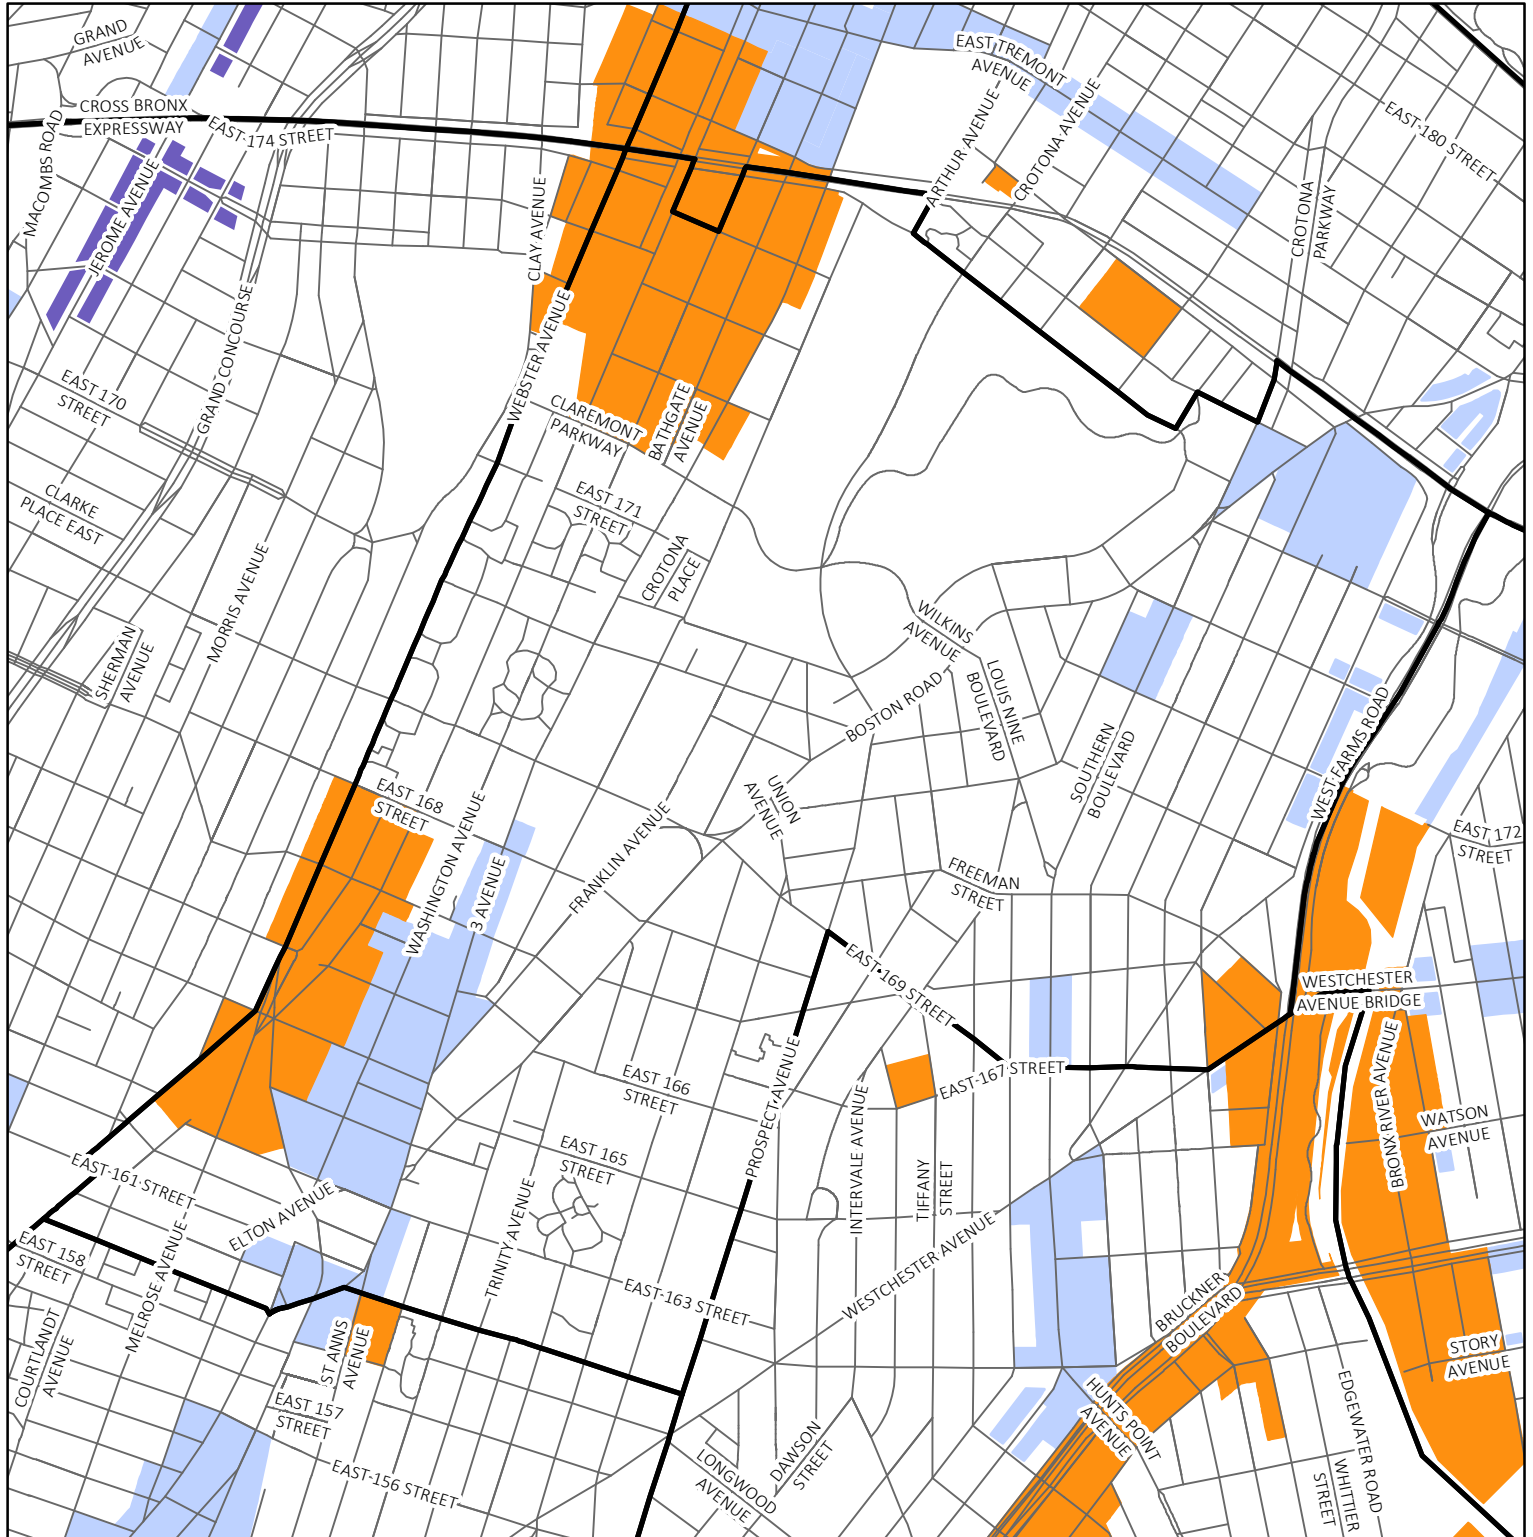 GRAND
AVENUE
EAST TREMONT
AVENUE
CROSS BRONX
EXPRESSWAY
EAST 174 STREET
MACOMBS ROAD
JEROME AVENUE
CLAY AVENUE
ARTHUR AVENUE
CROTONA AVENUE
EAST 180 STREET
CROTONA
PARKWAY
GRAND CONCOURSE
WEBSTER AVENUE
EAST 170
STREET
CLAREMONT
PARKWAY
BATHGATE
AVENUE
CLARKE
PLACE EAST
EAST 171
STREET
CROTONA
PLACE
MORRIS AVENUE
SHERMAN
AVENUE
WILKINS
AVENUE
BOSTON ROAD
LOUIS NINE
BOULEVARD
SOUTHERN
BOULEVARD
WEST FARMS ROAD
UNION
AVENUE
EAST 168
STREET
WASHINGTON AVENUE
3 AVENUE
FRANKLIN AVENUE
FREEMAN
STREET
EAST 172
STREET
EAST 169 STREET
WESTCHESTER
AVENUE BRIDGE
EAST 167 STREET
EAST 166
STREET
PROSPECT AVENUE
INTERVALE AVENUE
TIFFANY
STREET
BRONX RIVER AVENUE
WATSON
AVENUE
EAST 165
STREET
EAST 161 STREET
ELTON AVENUE
TRINITY AVENUE
EAST 158
STREET
MELROSE AVENUE
EAST 163 STREET
WESTCHESTER AVENUE
BRUCKNER
BOULEVARD
COURTLANDT
AVENUE
ST ANNS
AVENUE
STORY
AVENUE
EAST 157
STREET
HUNTS POINT
AVENUE
EDGEWATER ROAD
EAST 156 STREET
LONGWOOD
AVENUE
DAWSON
STREET
WHITTIER
STREET